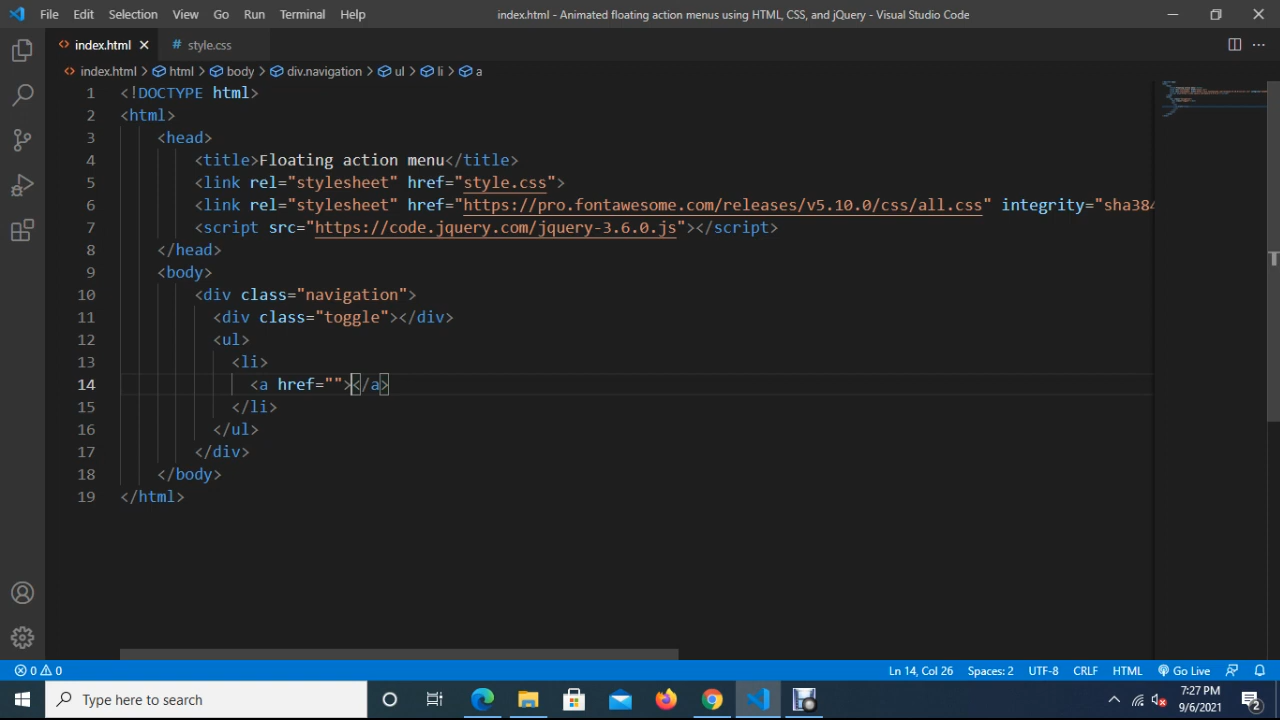 File Edit Selection View Go Run Terminal Help index.html - Animated floating action menus using HTML, CSS, and jQuery - Visual Studio Code
index.html style.css
index.html html body div.navigation ul li a
1 <!DOCTYPE html>
2 <html>
3 <head>
4 <title>Floating action menu</title>
5 <link rel="stylesheet" href="style.css">
6 <link rel="stylesheet" href="https://pro.fontawesome.com/releases/v5.10.0/css/all.css" integrity="sha384
7 <script src="https://code.jquery.com/jquery-3.6.0.js"></script>
8 </head>
9 <body>
10 <div class="navigation">
11 <div class="toggle"></div>
12 <ul>
13 <li>
14 <a href=""></a>
15 </li>
16 </ul>
17 </div>
18 </body>
19 </html>
0 0 Ln 14, Col 26 Spaces: 2 UTF-8 CRLF HTML Go Live
Type here to search 7:27 PM
9/6/2021 2